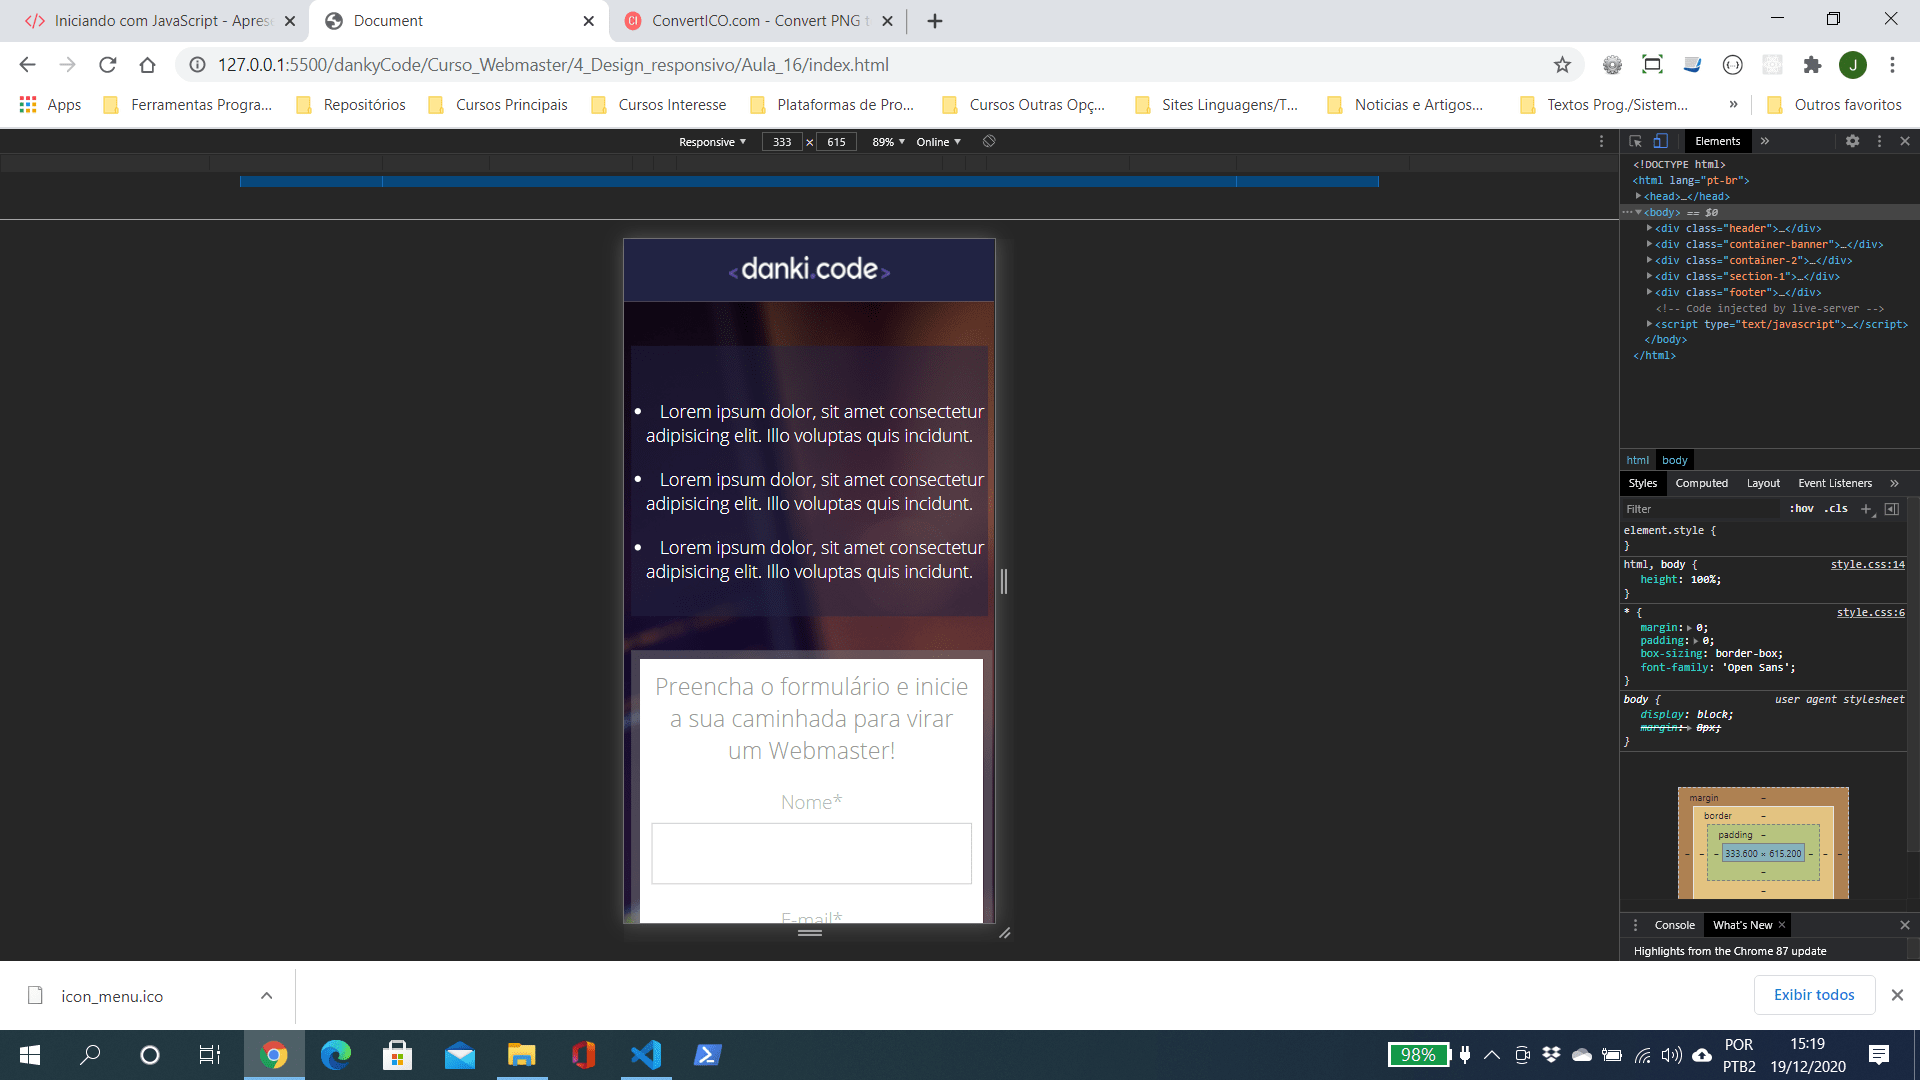 Iniciando com JavaScript - Aprese
Document
ConvertICO.com - Convert PNG t
127.0.0.1:5500/dankyCode/Curso_Webmaster/4_Design_responsivo/Aula_16/index.html
J
Apps
Ferramentas Progra...
Repositórios
Cursos Principais
Cursos Interesse
Plataformas de Pro...
Cursos Outras Opç...
Sites Linguagens/T...
Noticias e Artigos...
Textos Prog./Sistem...
»
Outros favoritos
Responsive
333 × 615
89%
Online
<danki.code>
Lorem ipsum dolor, sit amet consectetur
adipisicing elit. Illo voluptas quis incidunt.
Lorem ipsum dolor, sit amet consectetur
adipisicing elit. Illo voluptas quis incidunt.
Lorem ipsum dolor, sit amet consectetur
adipisicing elit. Illo voluptas quis incidunt.
Preencha o formulário e inicie
a sua caminhada para virar
um Webmaster!
Nome*
E-mail*
Elements
»
<!DOCTYPE html>
<html lang="pt-br">
<head>…</head>
<body> == $0
<div class="header">…</div>
<div class="container-banner">…</div>
<div class="container-2">…</div>
<div class="section-1">…</div>
<div class="footer">…</div>
<!-- Code injected by live-server -->
<script type="text/javascript">…</script>
</body>
</html>
html body
Styles Computed Layout Event Listeners »
Filter :hov .cls +
element.style {
}
html, body { style.css:14
height: 100%;
}
* { style.css:6
margin: 0;
padding: 0;
box-sizing: border-box;
font-family: 'Open Sans';
}
body { user agent stylesheet
display: block;
margin: 8px;
}
margin –
border –
padding –
– – – 333.600 × 615.200 – – –
–
–
Console What's New ×
Highlights from the Chrome 87 update
icon_menu.ico
Exibir todos
98%
POR
PTB2
15:19
19/12/2020